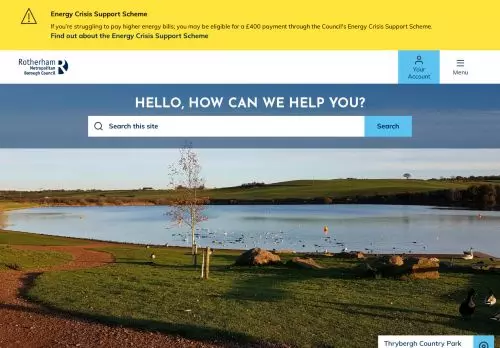 Energy Crisis Support Scheme
If you're struggling to pay higher energy bills; you may be eligible for a £400 payment through the Council's Energy Crisis Support Scheme.
Find out about the Energy Crisis Support Scheme
Rotherham
Metropolitan
Borough Council
Your
Account
Menu
HELLO, HOW CAN WE HELP YOU?
Search this site
Search
Thrybergh Country Park